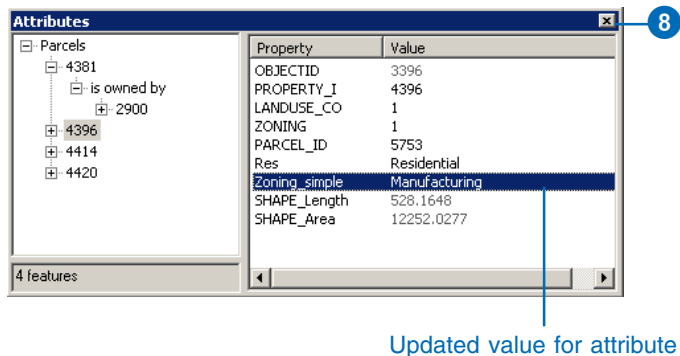 Attributes
8
Parcels
4381
is owned by
2900
4396
4414
4420
4 features
Property Value
OBJECTID 3396
PROPERTY_I 4396
LANDUSE_CO 1
ZONING 1
PARCEL_ID 5753
Res Residential
Zoning_simple Manufacturing
SHAPE_Length 528.1648
SHAPE_Area 12252.0277
Updated value for attribute